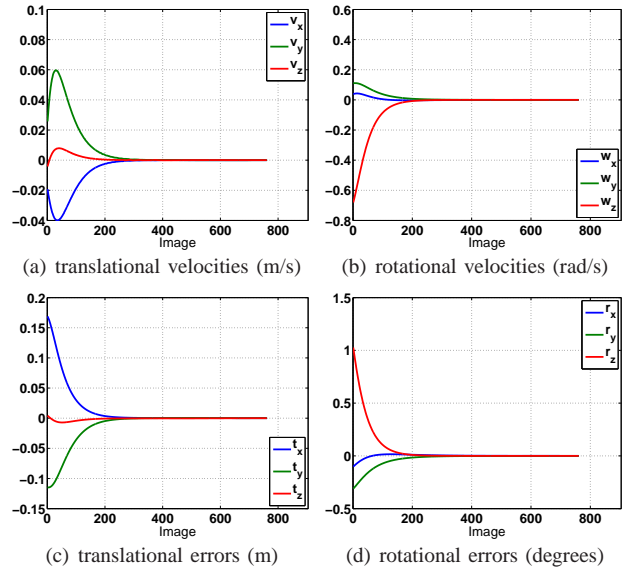 0.1
0.08
0.06
0.04
0.02
0
−0.02
−0.04
0 200 400 600 800
Image
v_x
v_y
v_z
(a) translational velocities (m/s)
0.6
0.4
0.2
0
−0.2
−0.4
−0.6
−0.8
0 200 400 600 800
Image
w_x
w_y
w_z
(b) rotational velocities (rad/s)
0.2
0.15
0.1
0.05
0
−0.05
−0.1
−0.15
0 200 400 600 800
Image
t_x
t_y
t_z
(c) translational errors (m)
1.5
1
0.5
0
−0.5
0 200 400 600 800
Image
r_x
r_y
r_z
(d) rotational errors (degrees)